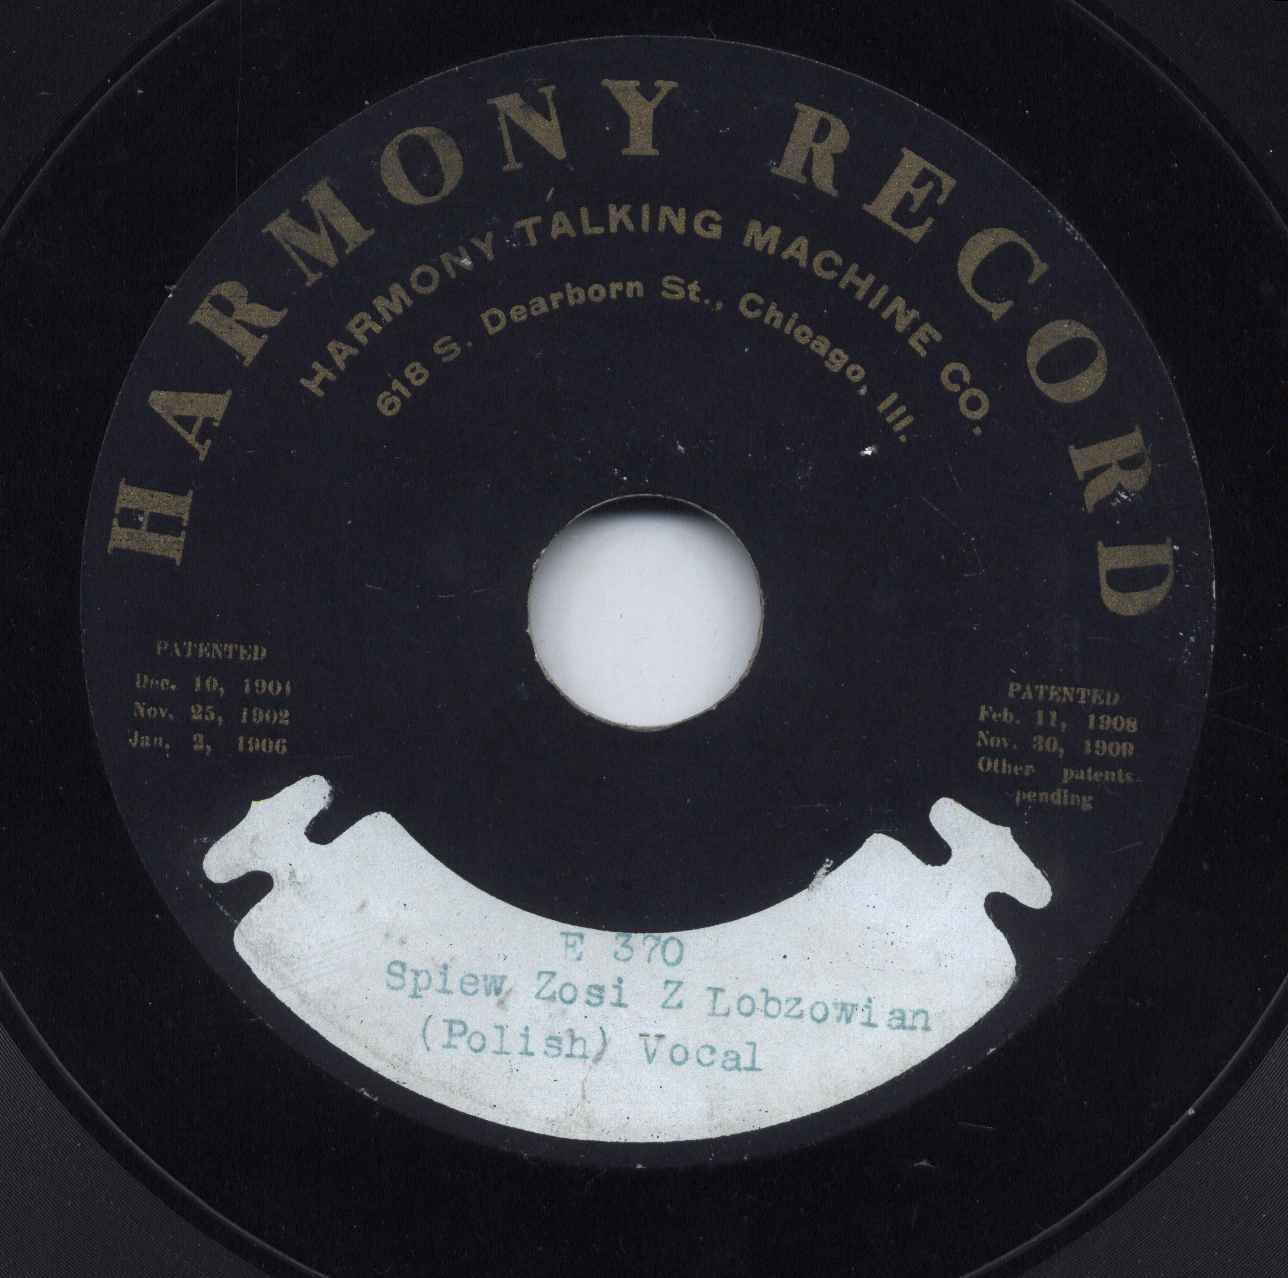 HARMONY RECORD
HARMONY TALKING MACHINE CO.
618 S. Dearborn St., Chicago, Ill.
PATENTED
Dec. 10, 1901
Nov. 25, 1902
Jan. 2, 1906
PATENTED
Feb. 11, 1908
Nov. 30, 1909
Other patents
pending
E 370
Spiew Zosi Z Lobzowian
(Polish) Vocal